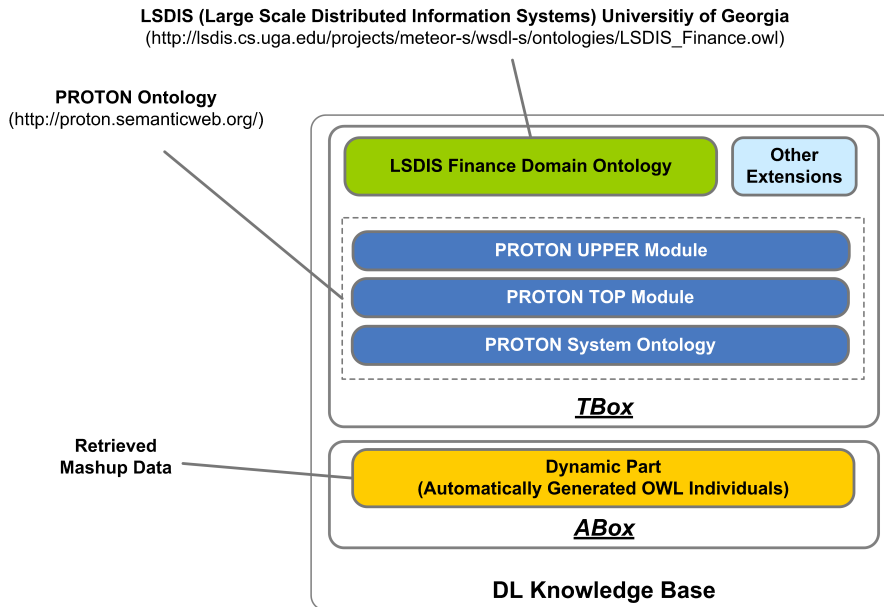 LSDIS (Large Scale Distributed Information Systems) Universitiy of Georgia
(http://lsdis.cs.uga.edu/projects/meteor-s/wsdl-s/ontologies/LSDIS_Finance.owl)
PROTON Ontology
(http://proton.semanticweb.org/)
LSDIS Finance Domain Ontology
Other
Extensions
PROTON UPPER Module
PROTON TOP Module
PROTON System Ontology
TBox
Retrieved
Mashup Data
Dynamic Part
(Automatically Generated OWL Individuals)
ABox
DL Knowledge Base